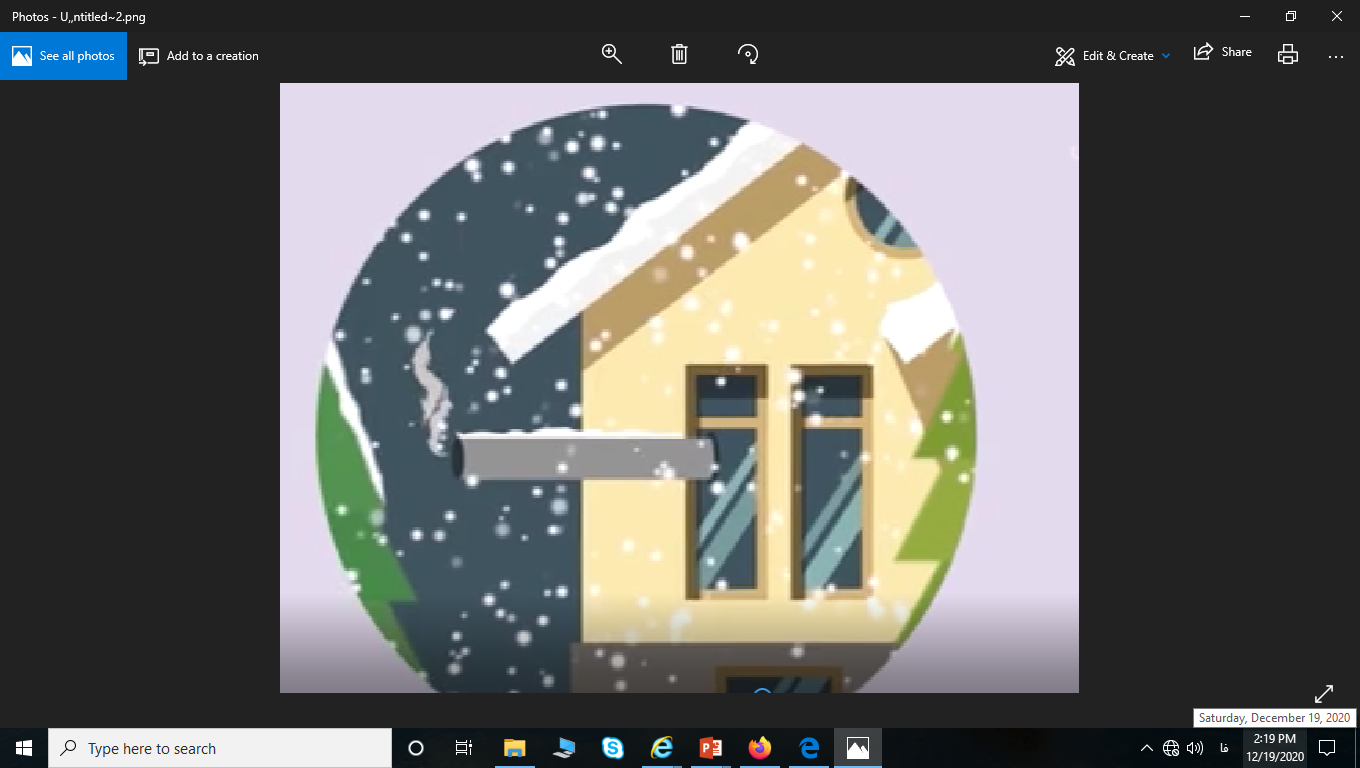 Photos - U,,ntitled~2.png
See all photos
Add to a creation
Edit & Create
Share
Saturday, December 19, 2020
Type here to search
فا
2:19 PM
12/19/2020